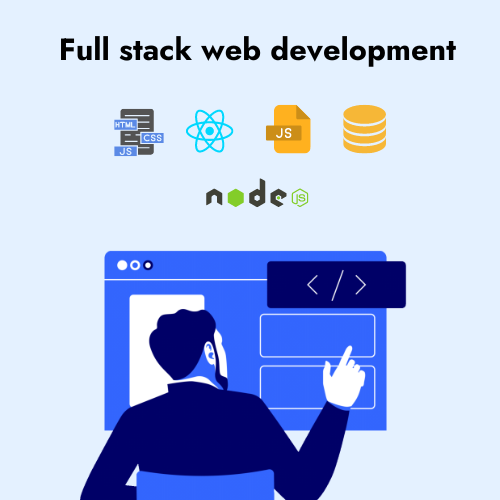 Full stack web development
HTML
CSS
JS
JS
node
JS
< / >